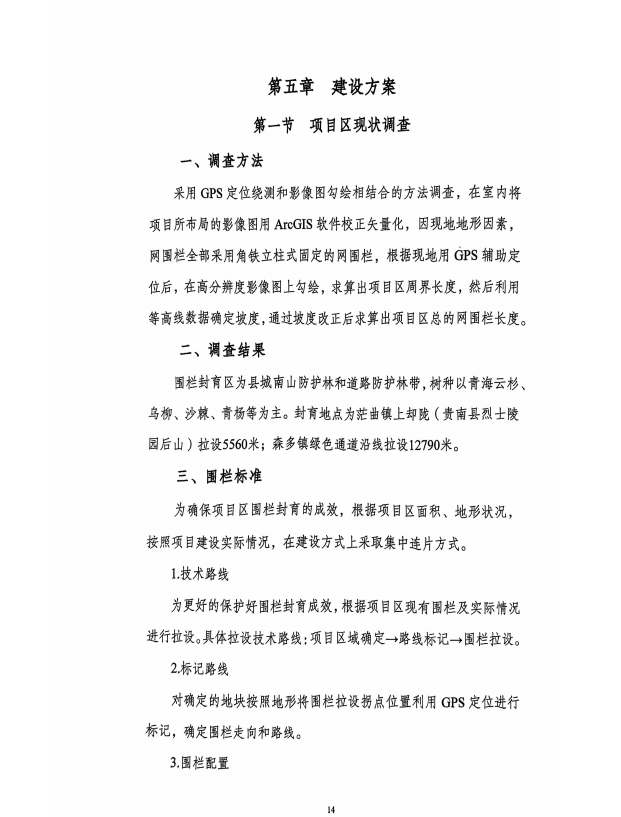 第五章 建设方案
第一节 项目区现状调查
一、调查方法
采用 GPS 定位绕测和影像图勾绘相结合的方法调查，在室内将
项目所布局的影像图用 ArcGIS 软件校正矢量化，因现地地形因素，
网围栏全部采用角铁立柱式固定的网围栏，根据现地用 GPS 辅助定
位后，在高分辨度影像图上勾绘，求算出项目区周界长度，然后利用
等高线数据确定坡度，通过坡度改正后求算出项目区总的网围栏长度。
二、调查结果
围栏封育区为县城南山防护林和道路防护林带，树种以青海云杉、
乌柳、沙棘、青杨等为主。封育地点为茫曲镇上却陇（贵南县烈士陵
园后山）拉设5560米；森多镇绿色通道沿线拉设12790米。
三、围栏标准
为确保项目区围栏封育的成效，根据项目区面积、地形状况，
按照项目建设实际情况，在建设方式上采取集中连片方式。
1.技术路线
为更好的保护好围栏封育成效，根据项目区现有围栏及实际情况
进行拉设。具体拉设技术路线：项目区域确定→路线标记→围栏拉设。
2.标记路线
对确定的地块按照地形将围栏拉设拐点位置利用 GPS 定位进行
标记，确定围栏走向和路线。
3.围栏配置
14